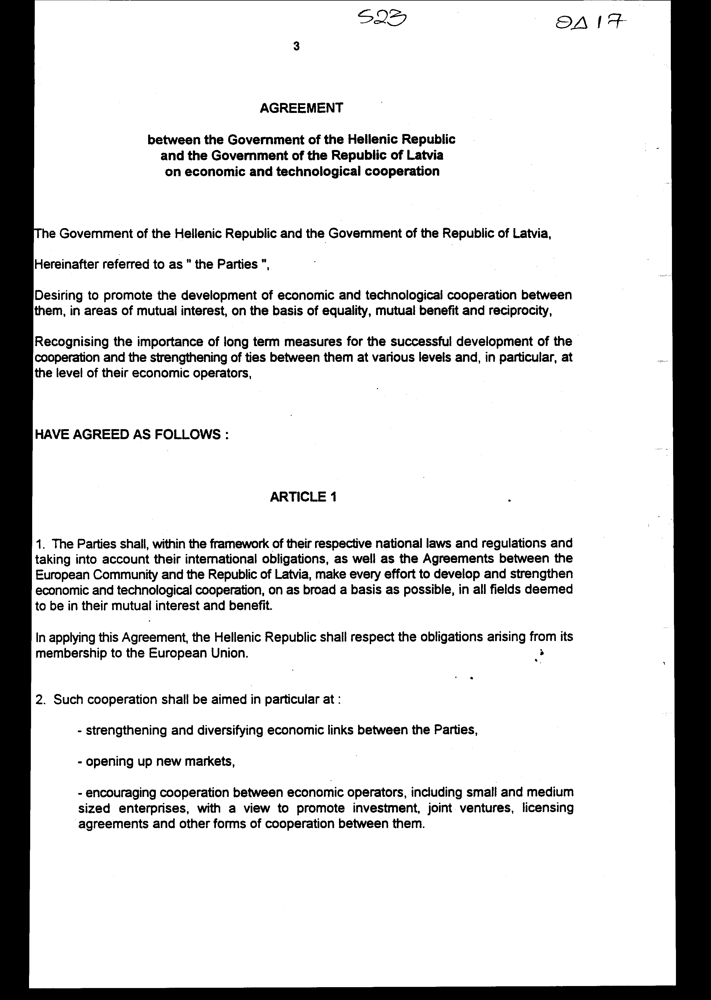 523
ΘΔ 17
3
AGREEMENT
between the Government of the Hellenic Republic
and the Government of the Republic of Latvia
on economic and technological cooperation
The Government of the Hellenic Republic and the Government of the Republic of Latvia,
Hereinafter referred to as " the Parties ",
Desiring to promote the development of economic and technological cooperation between
them, in areas of mutual interest, on the basis of equality, mutual benefit and reciprocity,
Recognising the importance of long term measures for the successful development of the
cooperation and the strengthening of ties between them at various levels and, in particular, at
the level of their economic operators,
HAVE AGREED AS FOLLOWS :
ARTICLE 1
1. The Parties shall, within the framework of their respective national laws and regulations and
taking into account their international obligations, as well as the Agreements between the
European Community and the Republic of Latvia, make every effort to develop and strengthen
economic and technological cooperation, on as broad a basis as possible, in all fields deemed
to be in their mutual interest and benefit.
In applying this Agreement, the Hellenic Republic shall respect the obligations arising from its
membership to the European Union.
2. Such cooperation shall be aimed in particular at :
- strengthening and diversifying economic links between the Parties,
- opening up new markets,
- encouraging cooperation between economic operators, including small and medium
sized enterprises, with a view to promote investment, joint ventures, licensing
agreements and other forms of cooperation between them.